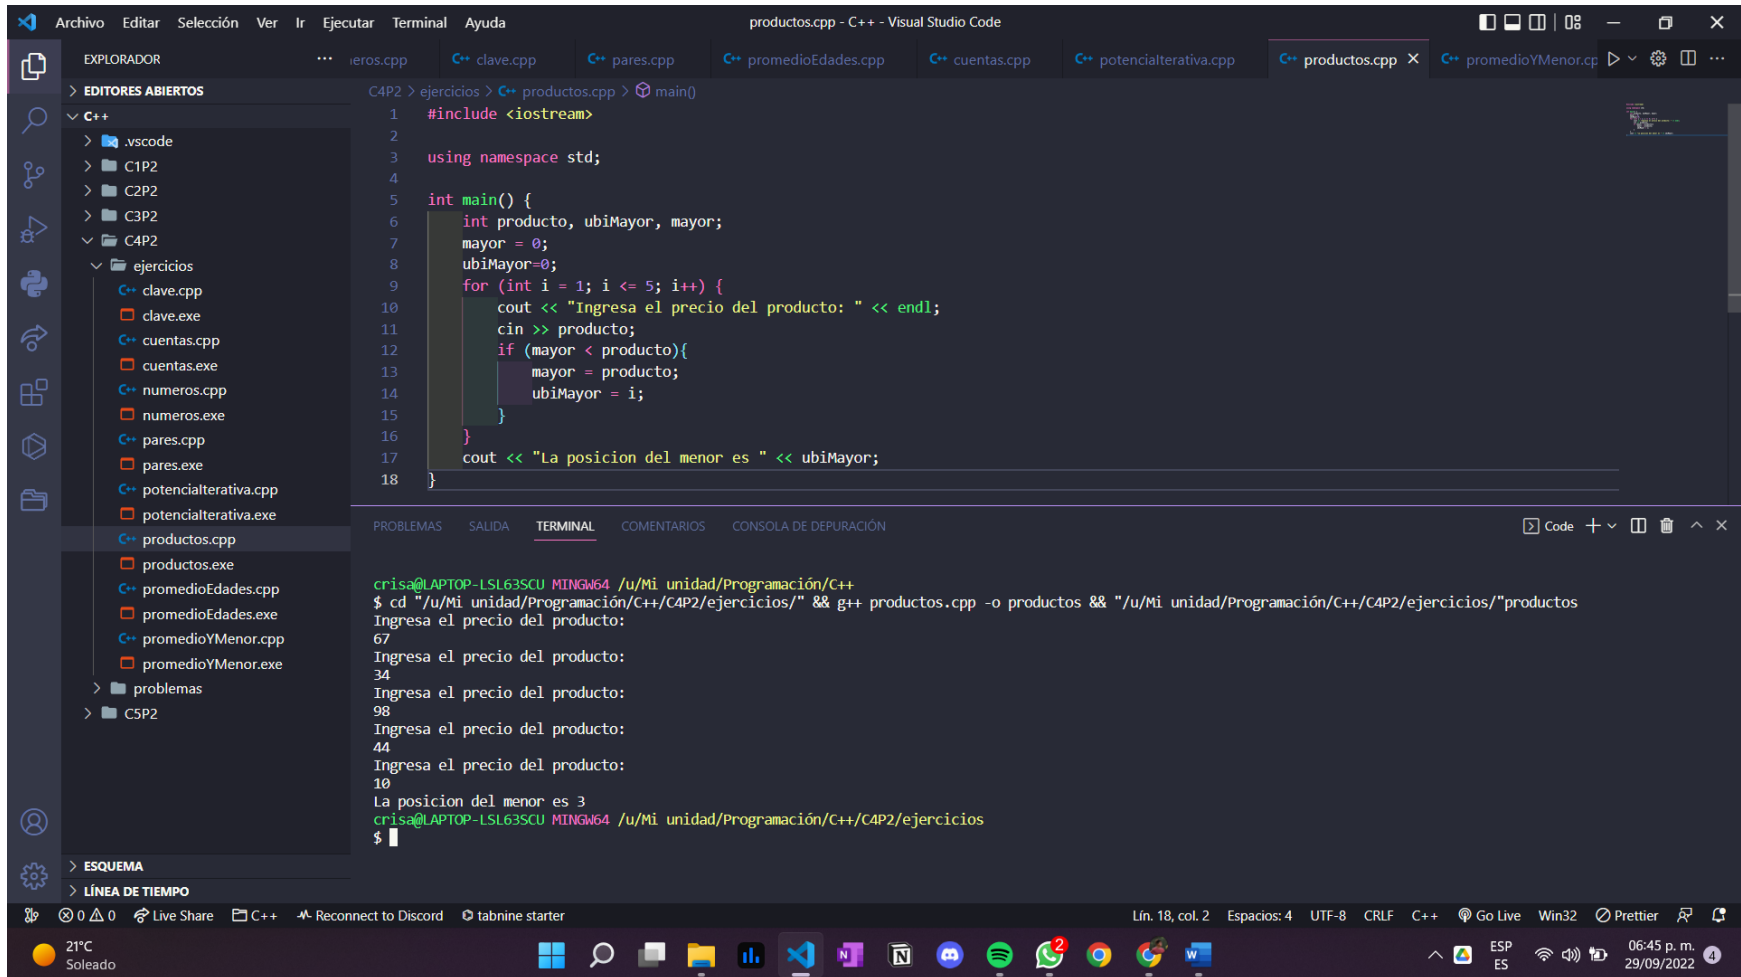 Archivo Editar Selección Ver Ir Ejecutar Terminal Ayuda
productos.cpp - C++ - Visual Studio Code
EXPLORADOR
eros.cpp clave.cpp pares.cpp promedioEdades.cpp cuentas.cpp potenciaIterativa.cpp productos.cpp promedioYMenor.cp
EDITORES ABIERTOS
C++
.vscode
C1P2
C2P2
C3P2
C4P2
ejercicios
clave.cpp
clave.exe
cuentas.cpp
cuentas.exe
numeros.cpp
numeros.exe
pares.cpp
pares.exe
potenciaIterativa.cpp
potenciaIterativa.exe
productos.cpp
productos.exe
promedioEdades.cpp
promedioEdades.exe
promedioYMenor.cpp
promedioYMenor.exe
problemas
C5P2
ESQUEMA
LÍNEA DE TIEMPO
C4P2 > ejercicios > productos.cpp > main()
1 #include <iostream>
2
3 using namespace std;
4
5 int main() {
6 int producto, ubiMayor, mayor;
7 mayor = 0;
8 ubiMayor=0;
9 for (int i = 1; i <= 5; i++) {
10 cout << "Ingresa el precio del producto: " << endl;
11 cin >> producto;
12 if (mayor < producto){
13 mayor = producto;
14 ubiMayor = i;
15 }
16 }
17 cout << "La posicion del menor es " << ubiMayor;
18 }
PROBLEMAS SALIDA TERMINAL COMENTARIOS CONSOLA DE DEPURACIÓN
Code
crisa@LAPTOP-LSL63SCU MINGW64 /u/Mi unidad/Programación/C++
$ cd "/u/Mi unidad/Programación/C++/C4P2/ejercicios/" && g++ productos.cpp -o productos && "/u/Mi unidad/Programación/C++/C4P2/ejercicios/"productos
Ingresa el precio del producto:
67
Ingresa el precio del producto:
34
Ingresa el precio del producto:
98
Ingresa el precio del producto:
44
Ingresa el precio del producto:
10
La posicion del menor es 3
crisa@LAPTOP-LSL63SCU MINGW64 /u/Mi unidad/Programación/C++/C4P2/ejercicios
$
0 0 Live Share C++ Reconnect to Discord tabnine starter
Lín. 18, col. 2 Espacios: 4 UTF-8 CRLF C++ Go Live Win32 Prettier
21°C
Soleado
2
ESP
ES
06:45 p. m.
29/09/2022
4